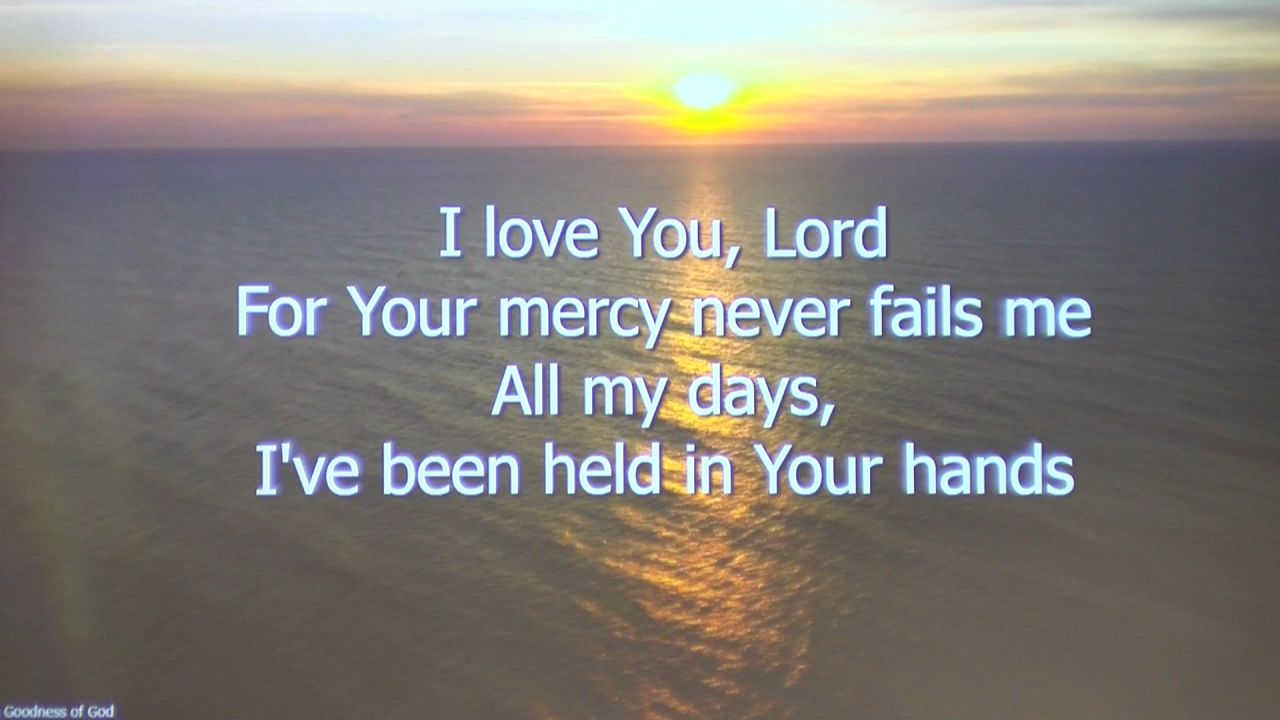 I love You, Lord
For Your mercy never fails me
All my days,
I've been held in Your hands
Goodness of God